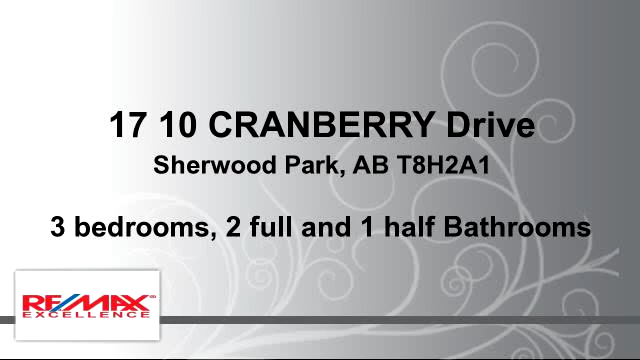 17 10 CRANBERRY Drive
Sherwood Park, AB T8H2A1
3 bedrooms, 2 full and 1 half Bathrooms
RE/MAX
EXCELLENCE